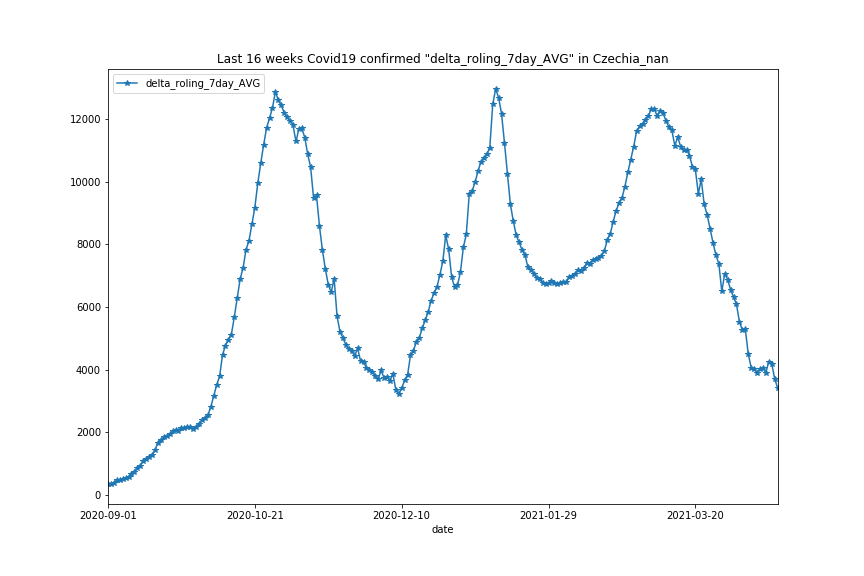 Last 16 weeks Covid19 confirmed "delta_roling_7day_AVG" in Czechia_nan
delta_roling_7day_AVG
12000
10000
8000
6000
4000
2000
0
2020-09-01 2020-10-21 2020-12-10 2021-01-29 2021-03-20
date